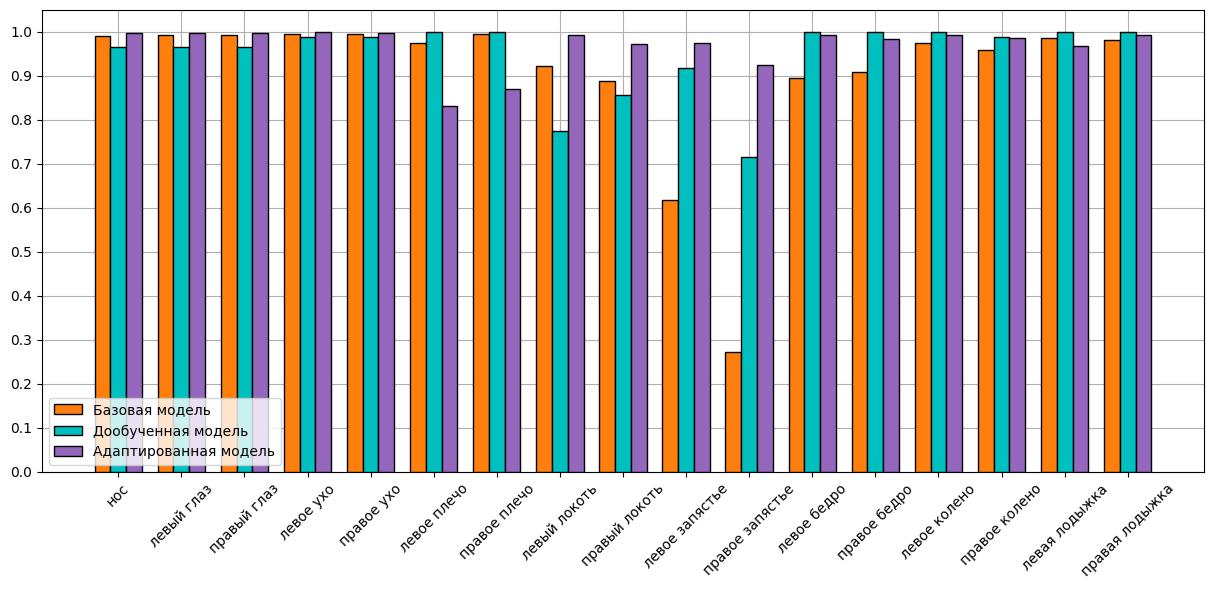 1.0
0.9
0.8
0.7
0.6
0.5
0.4
0.3
0.2
0.1
0.0
Базовая модель
Дообученная модель
Адаптированная модель
нос
левый глаз
правый глаз
левое ухо
правое ухо
левое плечо
правое плечо
левый локоть
правый локоть
левое запястье
правое запястье
левое бедро
правое бедро
левое колено
правое колено
левая лодыжка
правая лодыжка